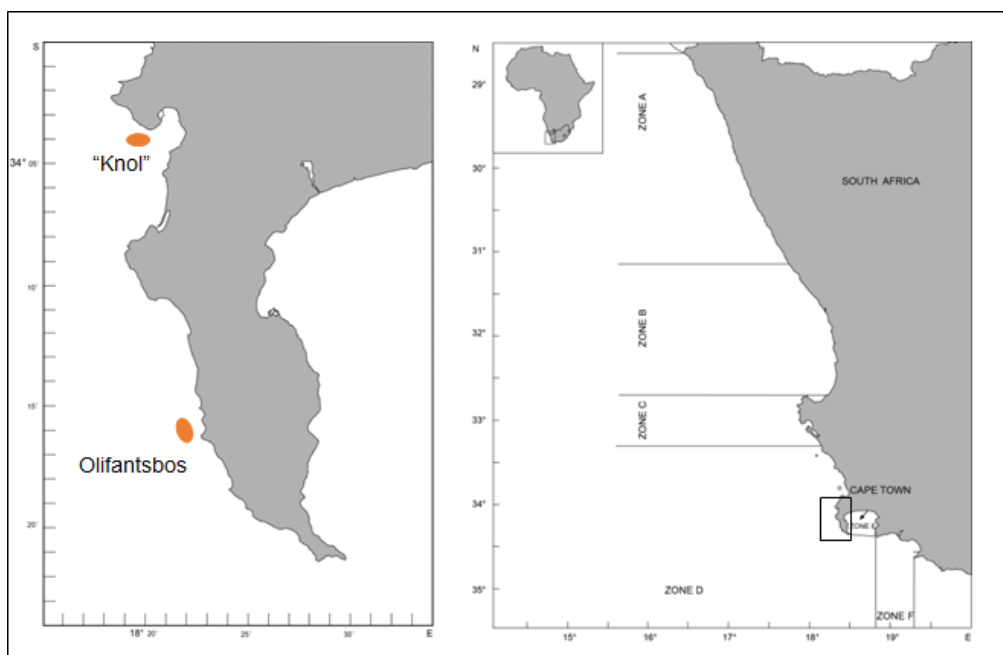 S
"Knol"
34° 05'
10'
15'
Olifantsbos
20'
18° 20'
25'
30'
E
N
29°
ZONE A
30°
SOUTH AFRICA
31°
ZONE B
32°
ZONE C
33°
34°
CAPE TOWN
ZONE E
35°
ZONE D
ZONE F
15°
16°
17°
18°
19°
E